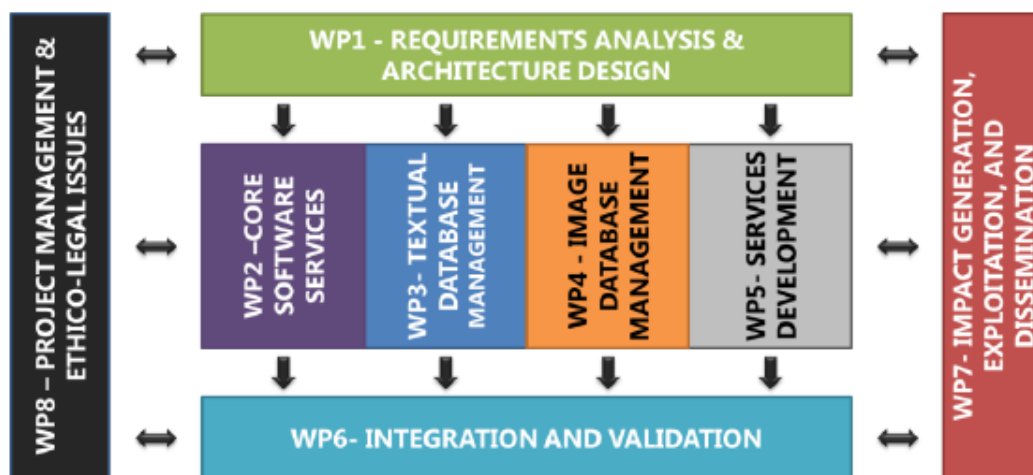 WP8 – PROJECT MANAGEMENT &
ETHICO-LEGAL ISSUES
WP1 - REQUIREMENTS ANALYSIS &
ARCHITECTURE DESIGN
WP2 –CORE
SOFTWARE
SERVICES
WP3- TEXTUAL
DATABASE
MANAGEMENT
WP4 - IMAGE
DATABASE
MANAGEMENT
WP5- SERVICES
DEVELOPMENT
WP6- INTEGRATION AND VALIDATION
WP7- IMPACT GENERATION,
EXPLOITATION, AND
DISSEMINATION